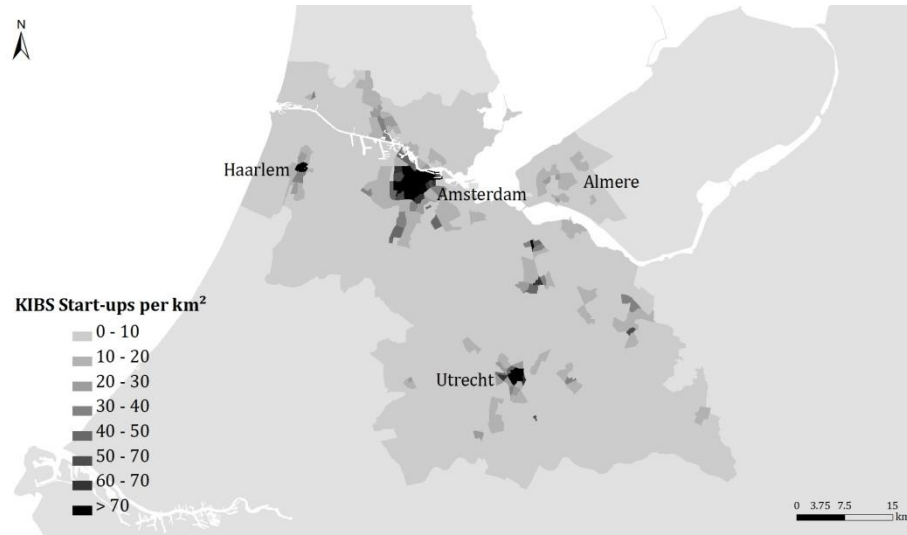 N
Haarlem
Amsterdam
Almere
Utrecht
KIBS Start-ups per km²
0 - 10
10 - 20
20 - 30
30 - 40
40 - 50
50 - 70
60 - 70
> 70
0 3.75 7.5 15
km